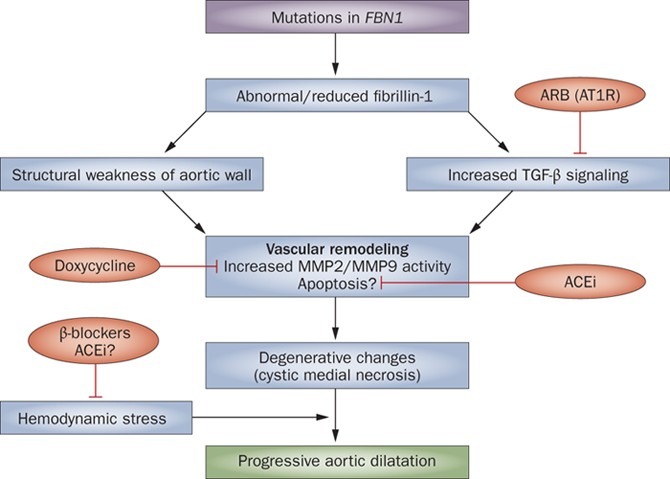 Mutations in FBN1
Abnormal/reduced fibrillin-1
ARB (AT1R)
Structural weakness of aortic wall
Increased TGF-β signaling
Vascular remodeling
Increased MMP2/MMP9 activity
Apoptosis?
Doxycycline
ACEi
β-blockers
ACEi?
Degenerative changes
(cystic medial necrosis)
Hemodynamic stress
Progressive aortic dilatation